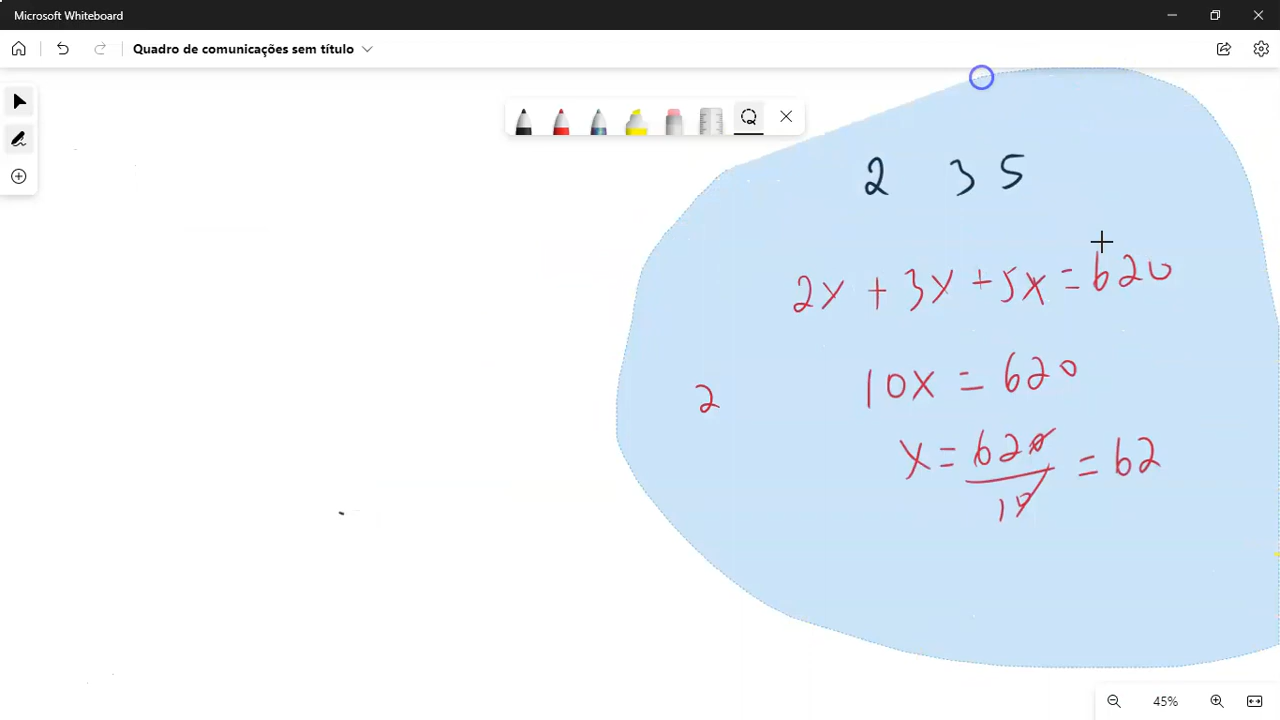 Microsoft Whiteboard
Quadro de comunicações sem título
2 3 5
2x + 3x + 5x = 620
10x = 620
2
x = 620/10 = 62
45%